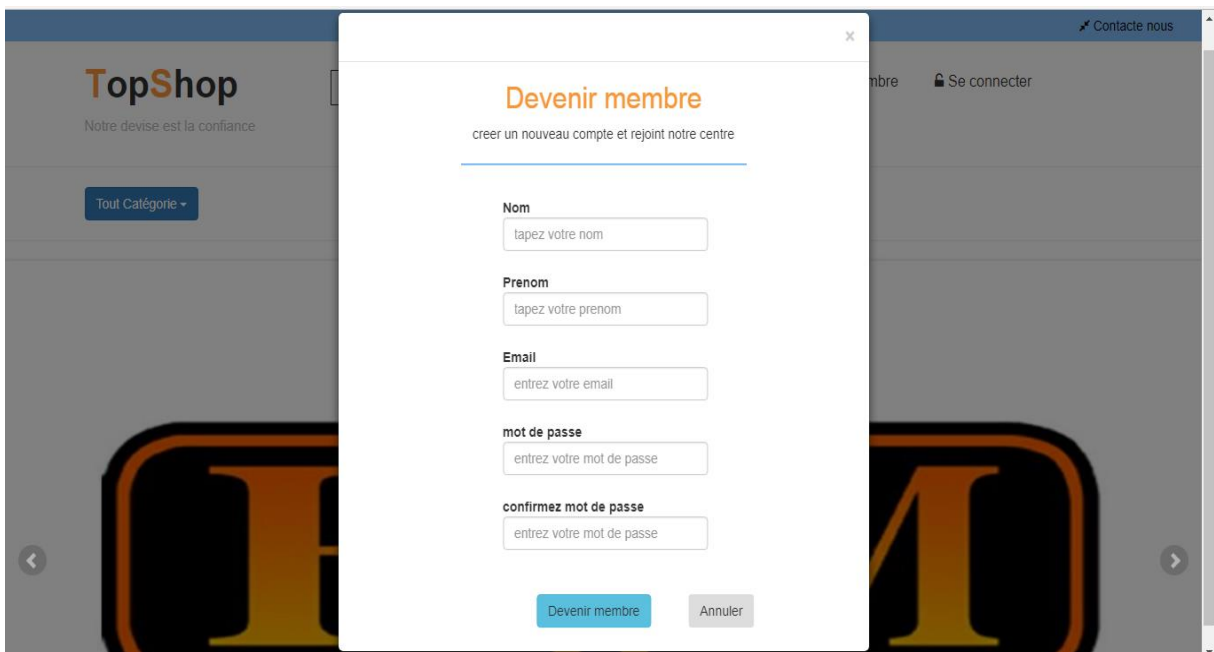 Contacte nous
TopShop
mbre
Se connecter
Notre devise est la confiance
Tout Catégorie
×
Devenir membre
creer un nouveau compte et rejoint notre centre
Nom
tapez votre nom
Prenom
tapez votre prenom
Email
entrez votre email
mot de passe
entrez votre mot de passe
confirmez mot de passe
entrez votre mot de passe
Devenir membre
Annuler
M